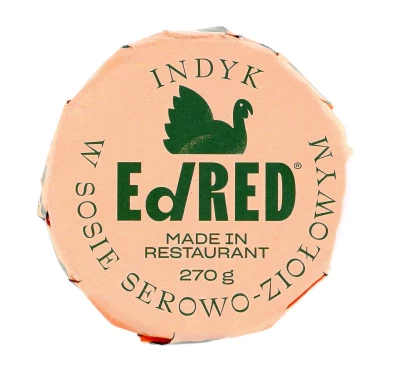 INDYK
EdRED®
MADE IN
RESTAURANT
270 g
W SOSIE SEROWO-ZIOŁOWYM